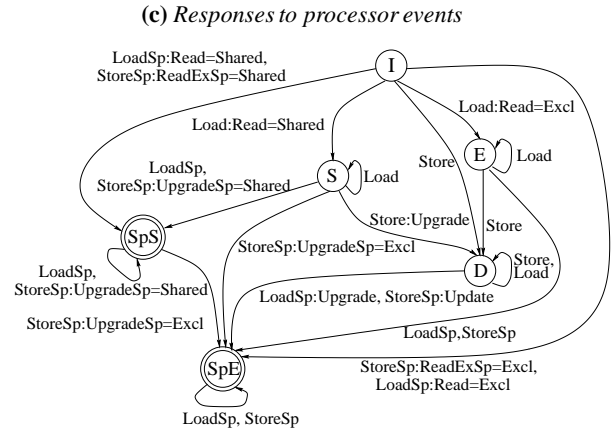 (c) Responses to processor events
LoadSp:Read=Shared,
StoreSp:ReadExSp=Shared
I
Load:Read=Shared
Load:Read=Excl
LoadSp,
StoreSp:UpgradeSp=Shared
S
Load
Store
E
Load
Store:Upgrade
Store
SpS
StoreSp:UpgradeSp=Excl
D
Store,
Load
LoadSp,
StoreSp:UpgradeSp=Shared
LoadSp:Upgrade, StoreSp:Update
StoreSp:UpgradeSp=Excl
LoadSp,StoreSp
SpE
StoreSp:ReadExSp=Excl,
LoadSp:Read=Excl
LoadSp, StoreSp